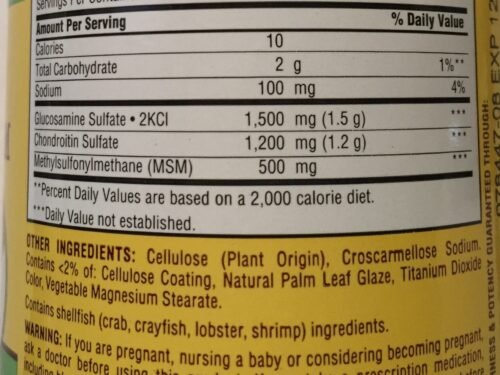 Servings Per
Amount Per Serving % Daily Value
Calories 10
Total Carbohydrate 2 g 1%**
Sodium 100 mg 4%
Glucosamine Sulfate • 2KCl 1,500 mg (1.5 g) ***
Chondroitin Sulfate 1,200 mg (1.2 g) ***
Methylsulfonylmethane (MSM) 500 mg ***
**Percent Daily Values are based on a 2,000 calorie diet.
***Daily Value not established.
OTHER INGREDIENTS: Cellulose (Plant Origin), Croscarmellose Sodium.
Contains <2% of: Cellulose Coating, Natural Palm Leaf Glaze, Titanium Dioxide
Color, Vegetable Magnesium Stearate.
Contains shellfish (crab, crayfish, lobster, shrimp) ingredients.
WARNING: If you are pregnant, nursing a baby or considering becoming pregnant,
ask a doctor before using prescription medication,
POTENCY GUARANTEED THROUGH:
EXP